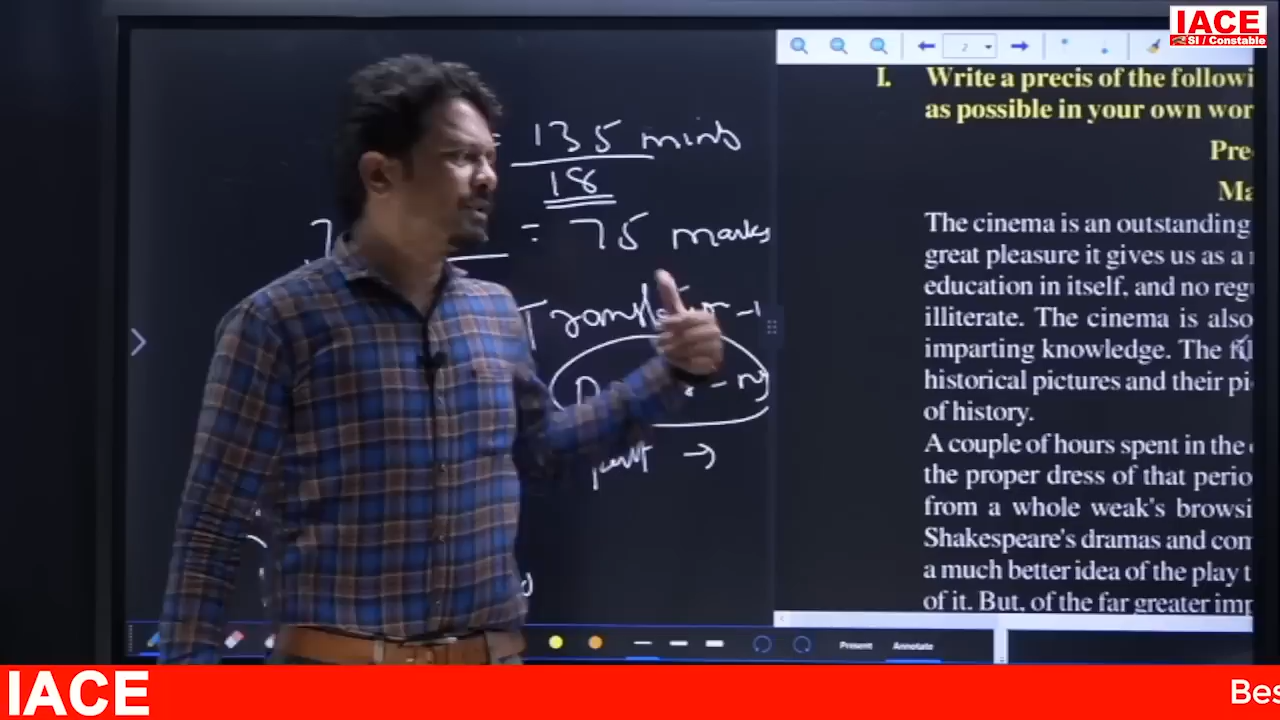 IACE
SI / Constable
= 135 mins
18
= 75 marks
2
I. Write a precis of the followi
as possible in your own wor
Pre
Ma
The cinema is an outstanding
great pleasure it gives us as a
education in itself, and no reg
illiterate. The cinema is also
imparting knowledge. The fil
historical pictures and their pi
of history.
A couple of hours spent in the
the proper dress of that perio
from a whole weak's browsi
Shakespeare's dramas and com
a much better idea of the play t
of it. But, of the far greater imp
Present
Annotate
IACE
Bes